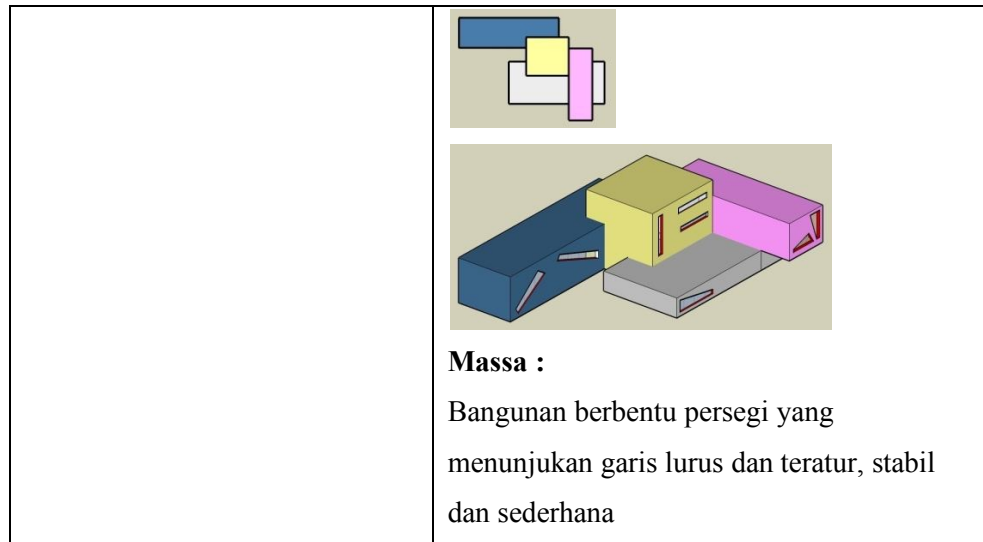 Massa :
Bangunan berbentu persegi yang
menunjukan garis lurus dan teratur, stabil
dan sederhana